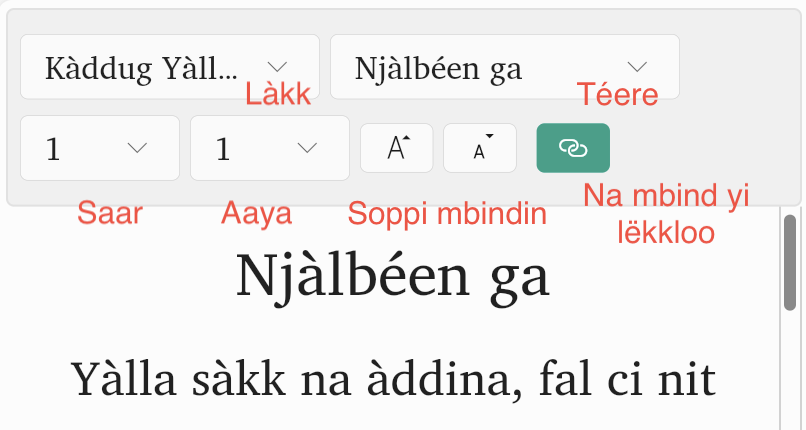 Kàddug Yàll...
Njàlbéen ga
Làkk
Téere
1
1
A
A
Saar
Aaya
Soppi mbindin
Na mbind yi
lëkkloo
Njàlbéen ga
Yàlla sàkk na àddina, fal ci nit